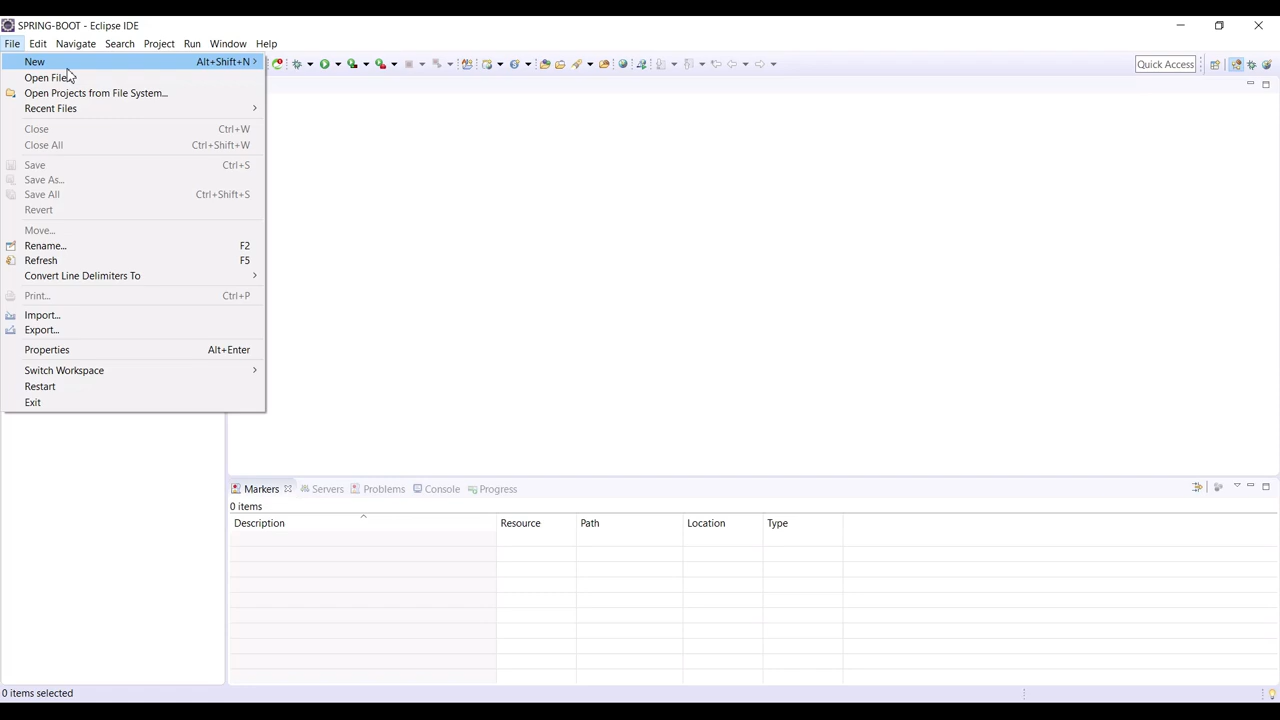 SPRING-BOOT - Eclipse IDE
File Edit Navigate Search Project Run Window Help
New Alt+Shift+N
Open File
Quick Access
Open Projects from File System...
Recent Files
Close Ctrl+W
Close All Ctrl+Shift+W
Save Ctrl+S
Save As...
Save All Ctrl+Shift+S
Revert
Move...
Rename... F2
Refresh F5
Convert Line Delimiters To
Print... Ctrl+P
Import...
Export...
Properties Alt+Enter
Switch Workspace
Restart
Exit
Markers Servers Problems Console Progress
0 items
Description Resource Path Location Type
0 items selected